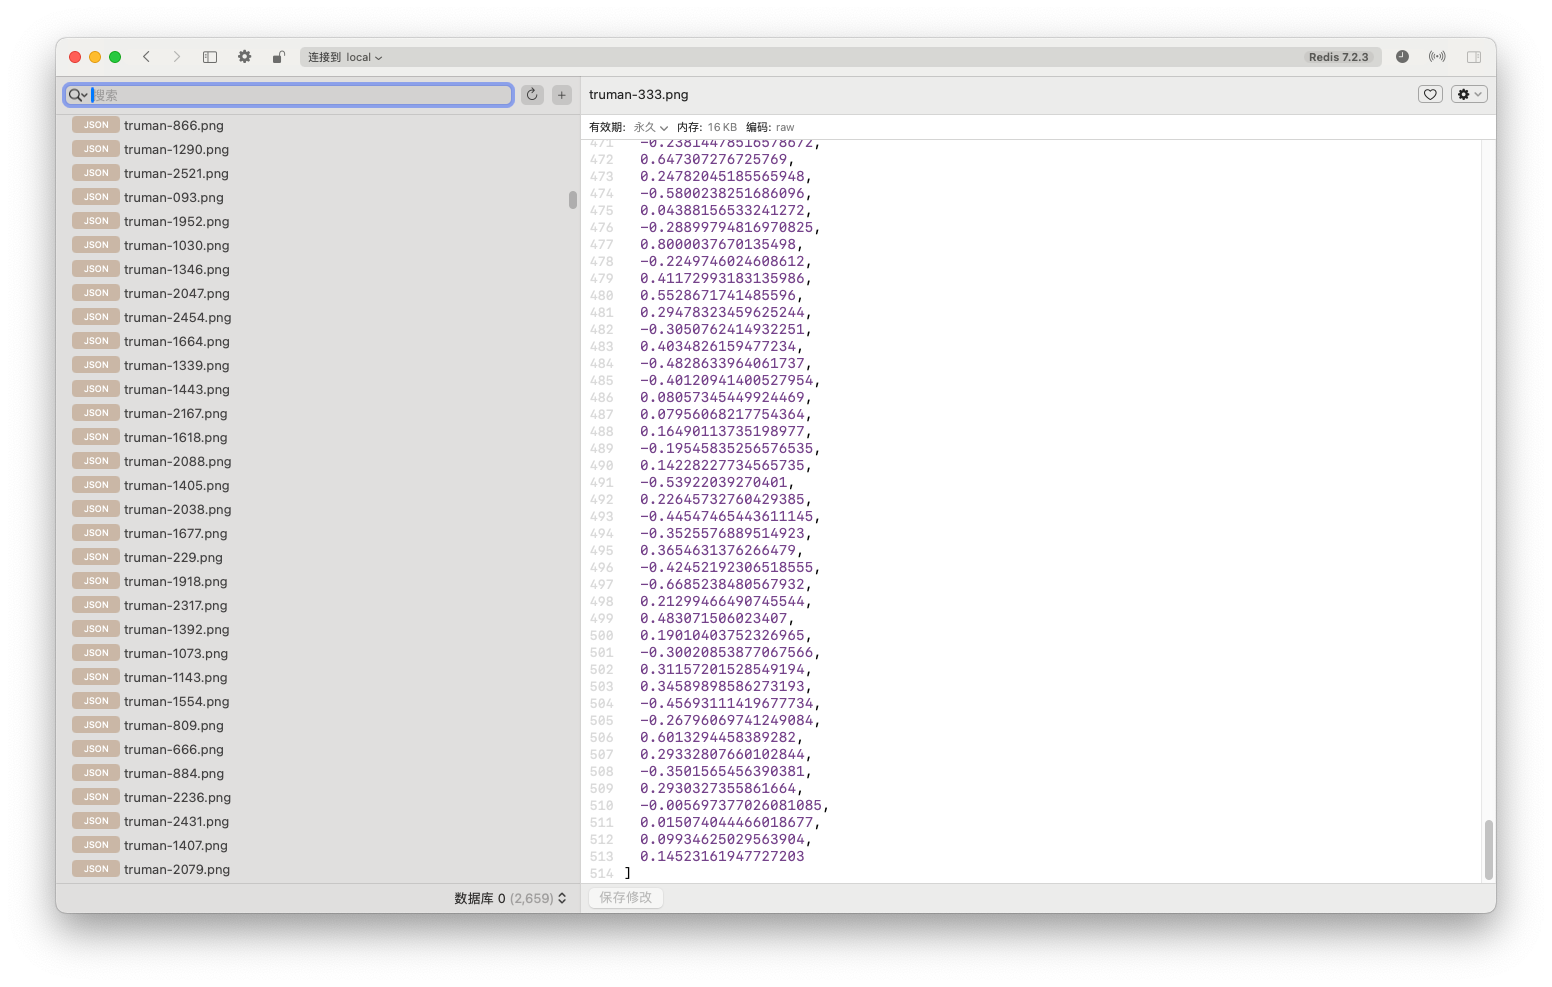 连接到 local
Redis 7.2.3
搜索
truman-333.png
有效期: 永久 内存: 16 KB 编码: raw
JSON truman-866.png
JSON truman-1290.png
JSON truman-2521.png
JSON truman-093.png
JSON truman-1952.png
JSON truman-1030.png
JSON truman-1346.png
JSON truman-2047.png
JSON truman-2454.png
JSON truman-1664.png
JSON truman-1339.png
JSON truman-1443.png
JSON truman-2167.png
JSON truman-1618.png
JSON truman-2088.png
JSON truman-1405.png
JSON truman-2038.png
JSON truman-1677.png
JSON truman-229.png
JSON truman-1918.png
JSON truman-2317.png
JSON truman-1392.png
JSON truman-1073.png
JSON truman-1143.png
JSON truman-1554.png
JSON truman-809.png
JSON truman-666.png
JSON truman-884.png
JSON truman-2236.png
JSON truman-2431.png
JSON truman-1407.png
JSON truman-2079.png
数据库 0 (2,659)
471 -0.23814478516578672,
472 0.647307276725769,
473 0.24782045185565948,
474 -0.5800238251686096,
475 0.04388156533241272,
476 -0.28899794816970825,
477 0.8000037670135498,
478 -0.2249746024608612,
479 0.41172993183135986,
480 0.5528671741485596,
481 0.29478323459625244,
482 -0.3050762414932251,
483 0.4034826159477234,
484 -0.4828633964061737,
485 -0.40120941400527954,
486 0.08057345449924469,
487 0.07956068217754364,
488 0.16490113735198977,
489 -0.19545835256576535,
490 0.14228227734565735,
491 -0.53922039270401,
492 0.22645732760429385,
493 -0.44547465443611145,
494 -0.3525576889514923,
495 0.3654631376266479,
496 -0.42452192306518555,
497 -0.6685238480567932,
498 0.21299466490745544,
499 0.483071506023407,
500 0.19010403752326965,
501 -0.30020853877067566,
502 0.31157201528549194,
503 0.34589898586273193,
504 -0.45693111419677734,
505 -0.26796069741249084,
506 0.6013294458389282,
507 0.29332807660102844,
508 -0.3501565456390381,
509 0.2930327355861664,
510 -0.005697377026081085,
511 0.015074044466018677,
512 0.09934625029563904,
513 0.14523161947727203
514 ]
保存修改